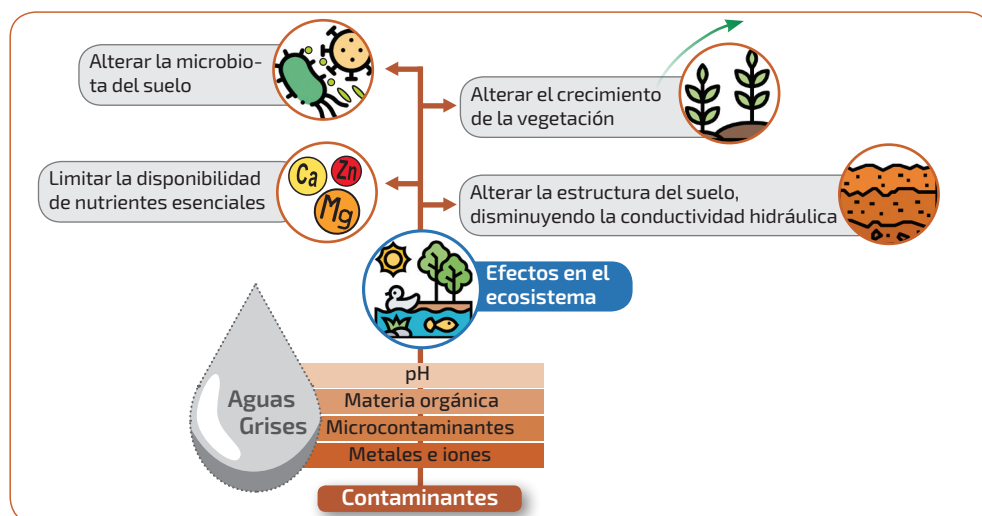 Alterar la microbio-
ta del suelo
Alterar el crecimiento
de la vegetación
Limitar la disponibilidad
de nutrientes esenciales
Ca
Zn
Mg
Alterar la estructura del suelo,
disminuyendo la conductividad hidráulica
Efectos en el
ecosistema
Aguas
Grises
pH
Materia orgánica
Microcontaminantes
Metales e iones
Contaminantes